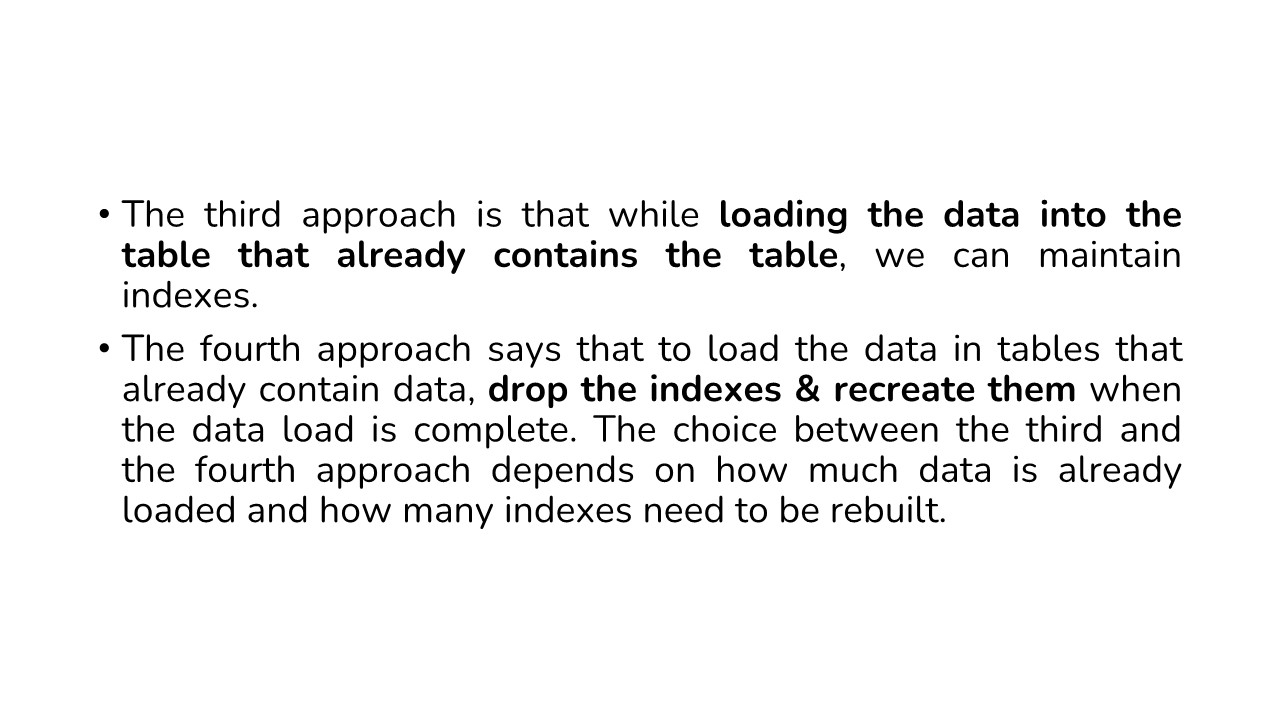 • The third approach is that while loading the data into the
table that already contains the table, we can maintain
indexes.
• The fourth approach says that to load the data in tables that
already contain data, drop the indexes & recreate them when
the data load is complete. The choice between the third and
the fourth approach depends on how much data is already
loaded and how many indexes need to be rebuilt.